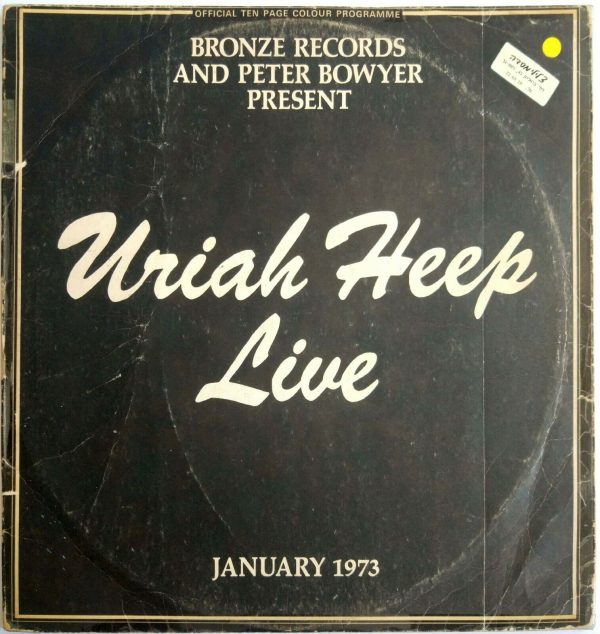 OFFICIAL TEN PAGE COLOUR PROGRAMME
BRONZE RECORDS
AND PETER BOWYER
PRESENT
Uriah Heep
Live
JANUARY 1973